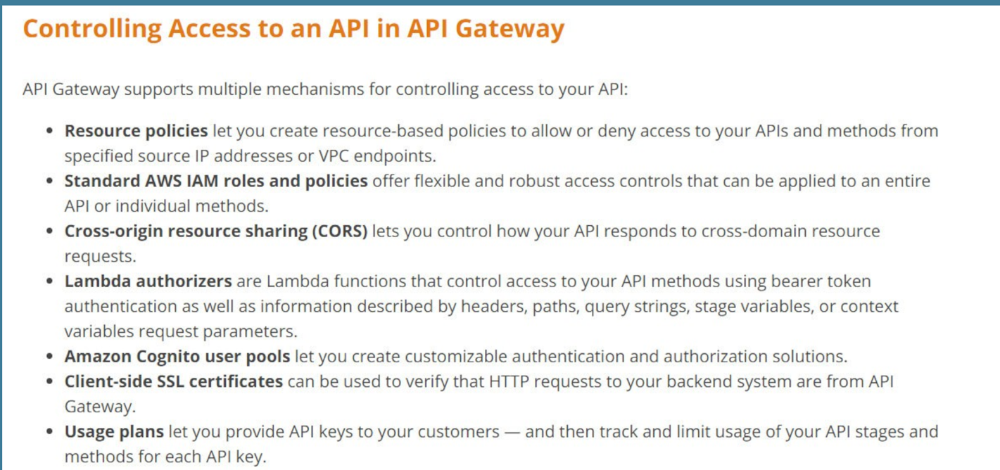 Controlling Access to an API in API Gateway
API Gateway supports multiple mechanisms for controlling access to your API:
• Resource policies let you create resource-based policies to allow or deny access to your APIs and methods from
specified source IP addresses or VPC endpoints.
• Standard AWS IAM roles and policies offer flexible and robust access controls that can be applied to an entire
API or individual methods.
• Cross-origin resource sharing (CORS) lets you control how your API responds to cross-domain resource
requests.
• Lambda authorizers are Lambda functions that control access to your API methods using bearer token
authentication as well as information described by headers, paths, query strings, stage variables, or context
variables request parameters.
• Amazon Cognito user pools let you create customizable authentication and authorization solutions.
• Client-side SSL certificates can be used to verify that HTTP requests to your backend system are from API
Gateway.
• Usage plans let you provide API keys to your customers — and then track and limit usage of your API stages and
methods for each API key.